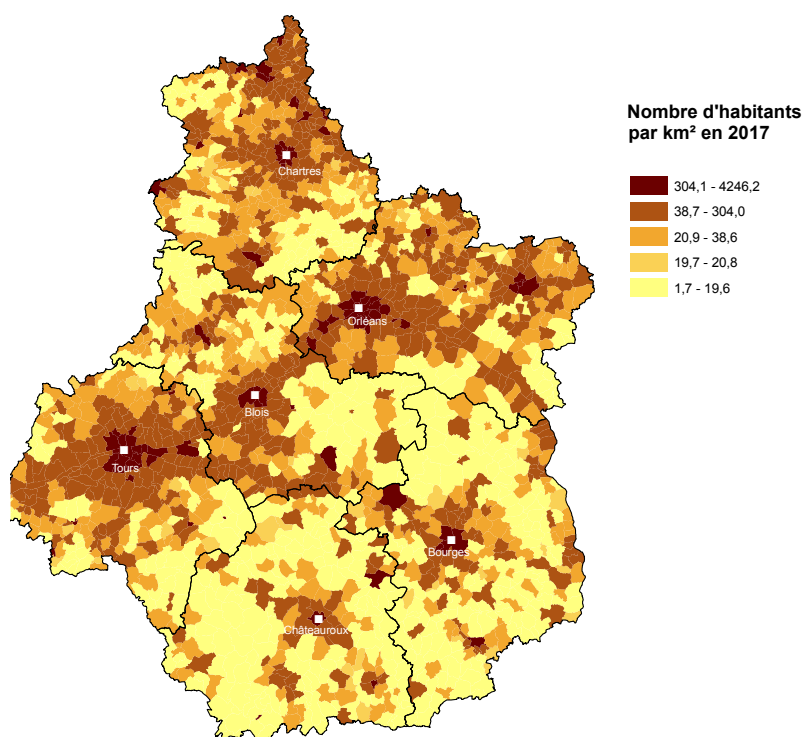 Nombre d'habitants
par km² en 2017
304,1 - 4246,2
38,7 - 304,0
20,9 - 38,6
19,7 - 20,8
1,7 - 19,6
Chartres
Orléans
Blois
Tours
Bourges
Châteauroux